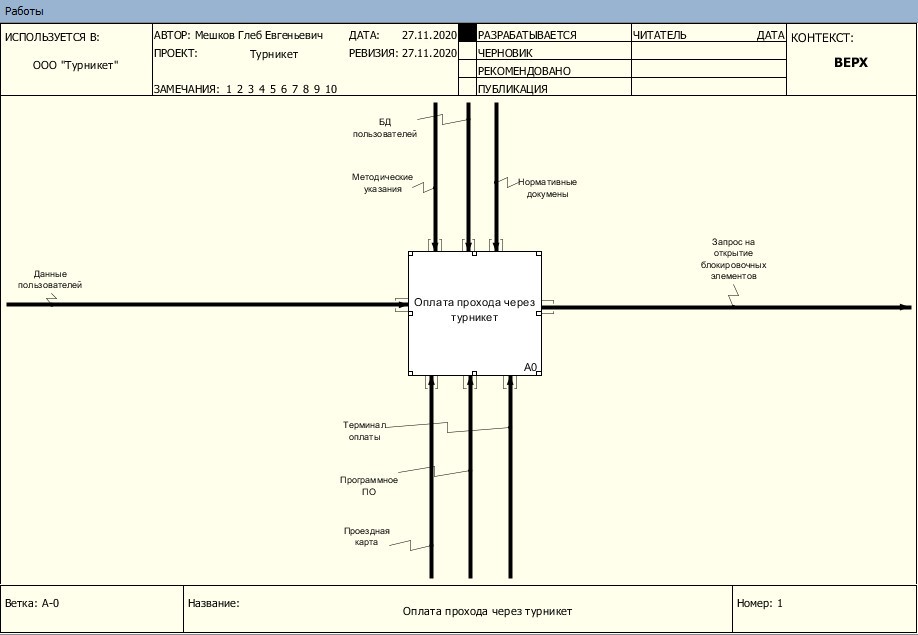 Работы
ИСПОЛЬЗУЕТСЯ В:
ООО "Турникет"
АВТОР: Мешков Глеб Евгеньевич
ДАТА: 27.11.2020
ПРОЕКТ: Турникет
РЕВИЗИЯ: 27.11.2020
ЗАМЕЧАНИЯ: 1 2 3 4 5 6 7 8 9 10
РАЗРАБАТЫВАЕТСЯ
ЧЕРНОВИК
РЕКОМЕНДОВАНО
ПУБЛИКАЦИЯ
ЧИТАТЕЛЬ
ДАТА
КОНТЕКСТ:
ВЕРХ
БД
пользователей
Методические
указания
Нормативные
докумены
Данные
пользователей
Запрос на
открытие
блокировочных
элементов
Оплата прохода через
турникет
A0
Терминал
оплаты
Программное
ПО
Проездная
карта
Ветка: A-0
Название:
Оплата прохода через турникет
Номер: 1